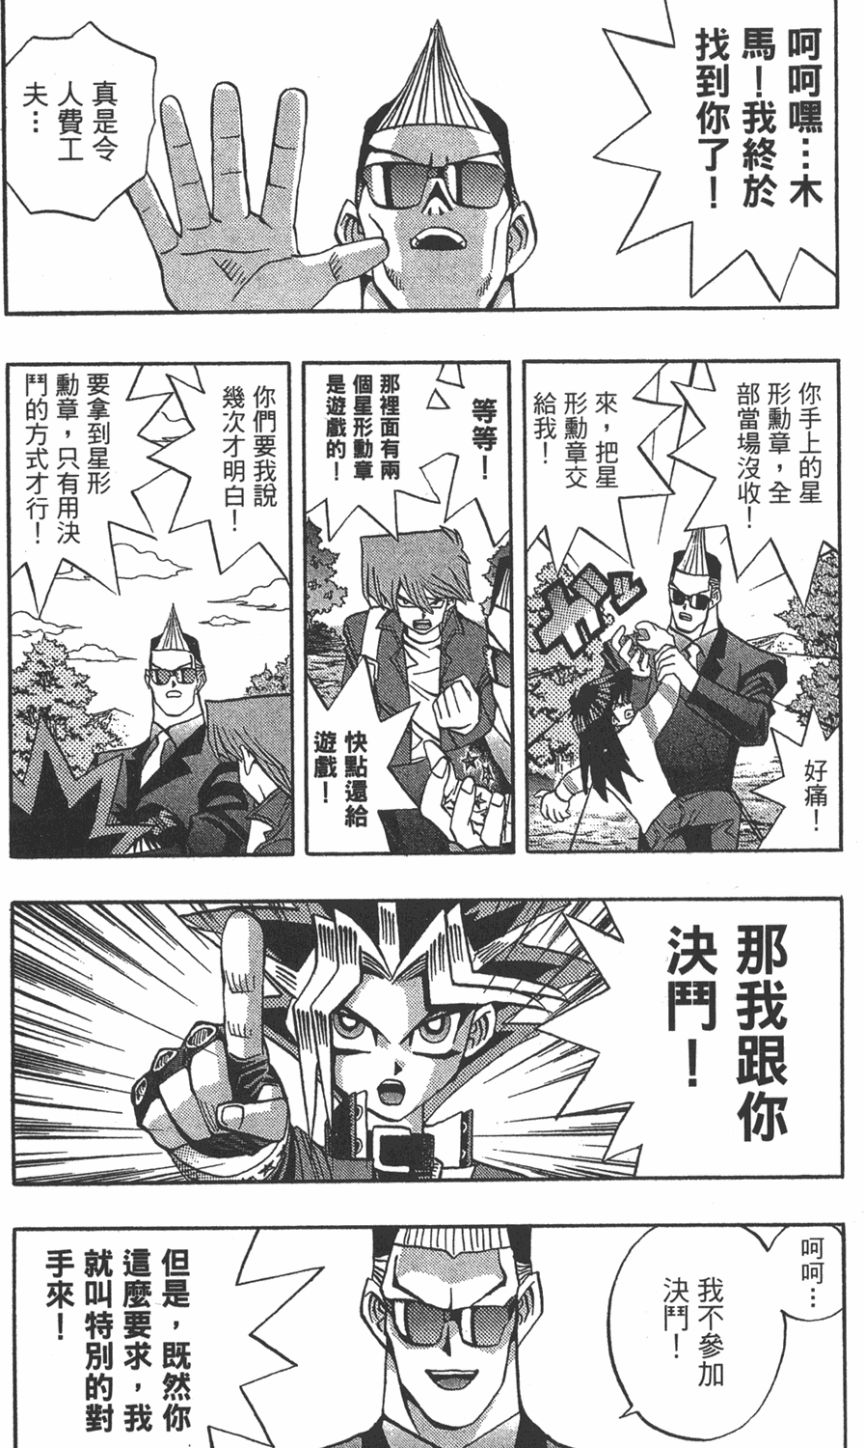 呵呵嘿…木
馬！我終於
找到你了！
真是令
人費工
夫…
你手上的星
形勳章，全
部當場沒收！
來，把星
形勳章交
給我！
ガッ
好痛！
等等！
那裡面有兩
個星形勳章
是遊戲的！
快點還給
遊戲！
你們要我說
幾次才明白！
要拿到星形
勳章，只有用決
鬥的方式才行！
那我跟你
決鬥！
呵呵…
我不參加
決鬥！
但是，既然你
這麼要求，我
就叫特別的對
手來！